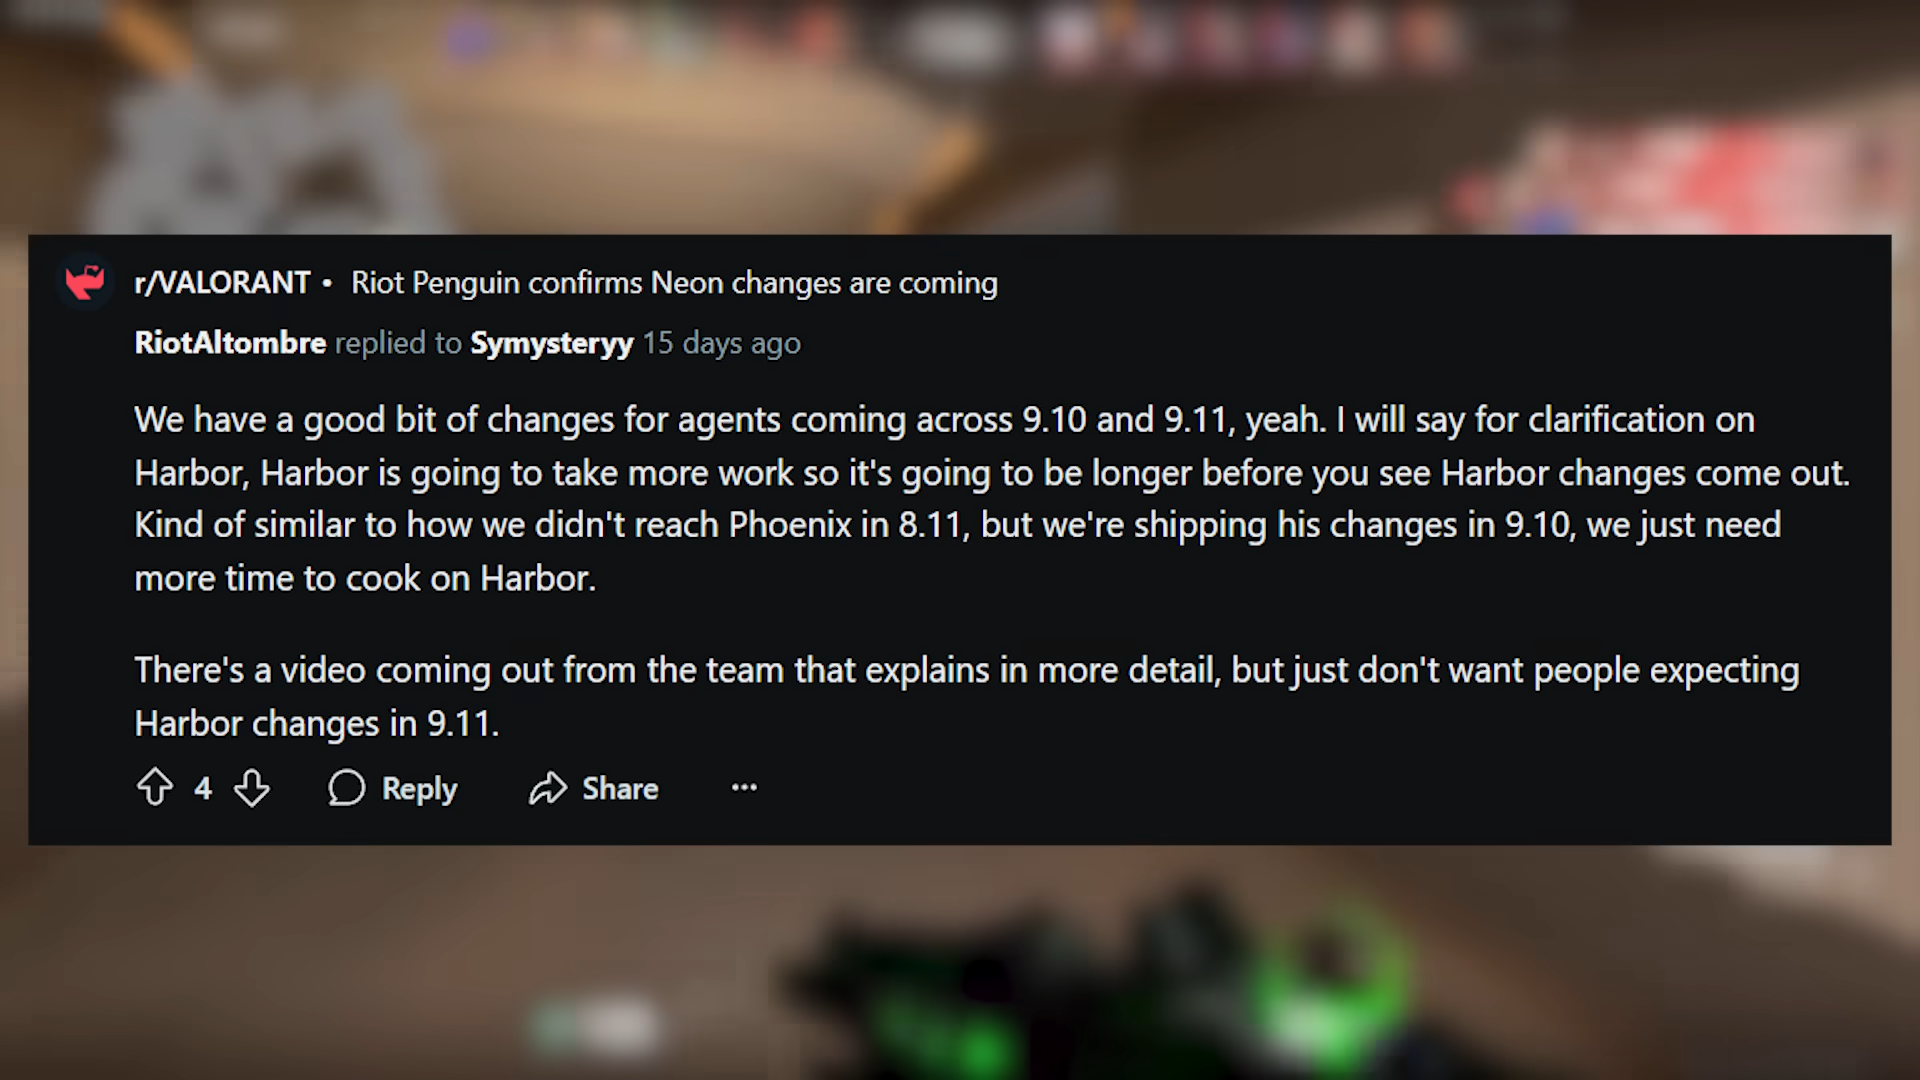 r/VALORANT • Riot Penguin confirms Neon changes are coming
RiotAltombre replied to Symysteryy 15 days ago
We have a good bit of changes for agents coming across 9.10 and 9.11, yeah. I will say for clarification on
Harbor, Harbor is going to take more work so it's going to be longer before you see Harbor changes come out.
Kind of similar to how we didn't reach Phoenix in 8.11, but we're shipping his changes in 9.10, we just need
more time to cook on Harbor.
There's a video coming out from the team that explains in more detail, but just don't want people expecting
Harbor changes in 9.11.
4 Reply Share ...